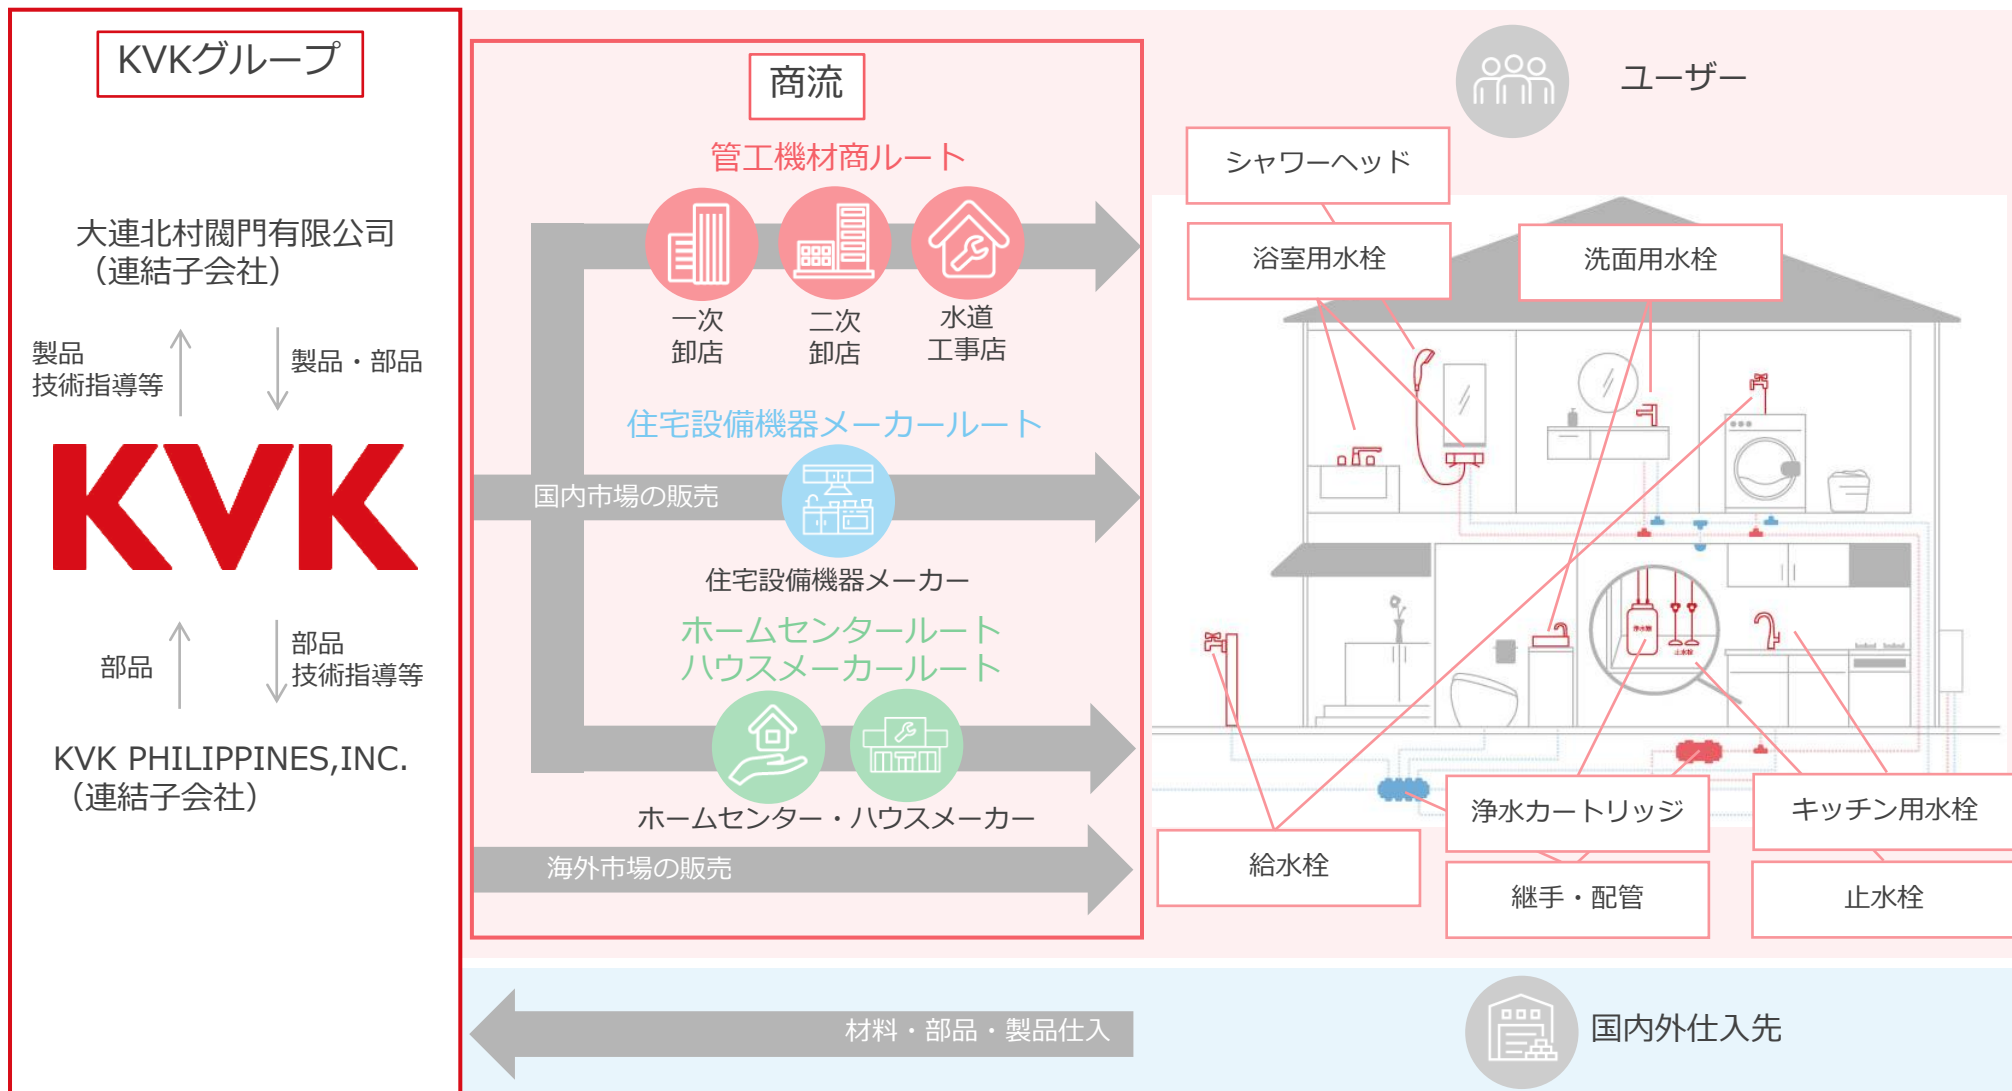 KVKグループ
大連北村閥門有限公司
（連結子会社）
製品
技術指導等
製品・部品
KVK
部品
部品
技術指導等
KVK PHILIPPINES,INC.
（連結子会社）
商流
管工機材商ルート
一次
卸店
二次
卸店
水道
工事店
住宅設備機器メーカールート
国内市場の販売
住宅設備機器メーカー
ホームセンタールート
ハウスメーカールート
ホームセンター・ハウスメーカー
海外市場の販売
ユーザー
シャワーヘッド
浴室用水栓
洗面用水栓
止水栓
給水栓
浄水カートリッジ
キッチン用水栓
継手・配管
止水栓
材料・部品・製品仕入
国内外仕入先